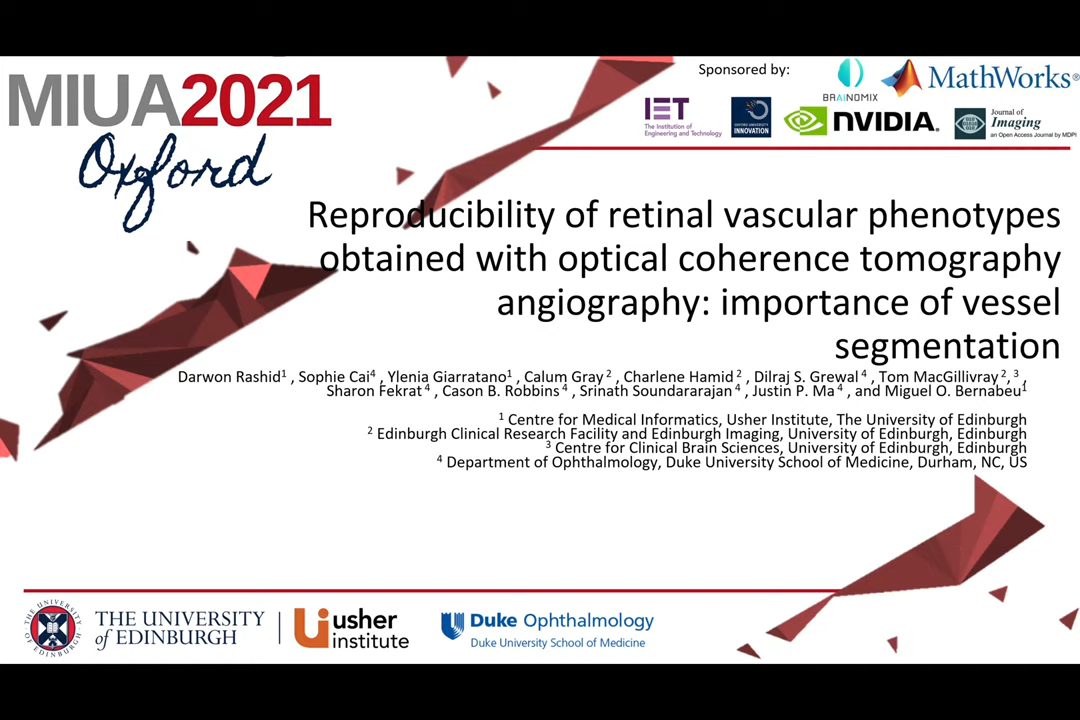 MIUA2021
Oxford
Sponsored by:
BRAINOMIX
MathWorks®
IET
The Institution of
Engineering and Technology
OXFORD UNIVERSITY
INNOVATION
NVIDIA.
Journal of
Imaging
an Open Access Journal by MDPI
Reproducibility of retinal vascular phenotypes
obtained with optical coherence tomography
angiography: importance of vessel
segmentation
Darwon Rashid1 , Sophie Cai4 , Ylenia Giarratano1 , Calum Gray 2 , Charlene Hamid 2 , Dilraj S. Grewal 4 , Tom MacGillivray 2, 3 ,
Sharon Fekrat 4 , Cason B. Robbins 4 , Srinath Soundararajan 4 , Justin P. Ma 4 , and Miguel O. Bernabeu1
1 Centre for Medical Informatics, Usher Institute, The University of Edinburgh
2 Edinburgh Clinical Research Facility and Edinburgh Imaging, University of Edinburgh, Edinburgh
3 Centre for Clinical Brain Sciences, University of Edinburgh, Edinburgh
4 Department of Ophthalmology, Duke University School of Medicine, Durham, NC, US
THE UNIVERSITY
of EDINBURGH
usher
institute
Duke Ophthalmology
Duke University School of Medicine